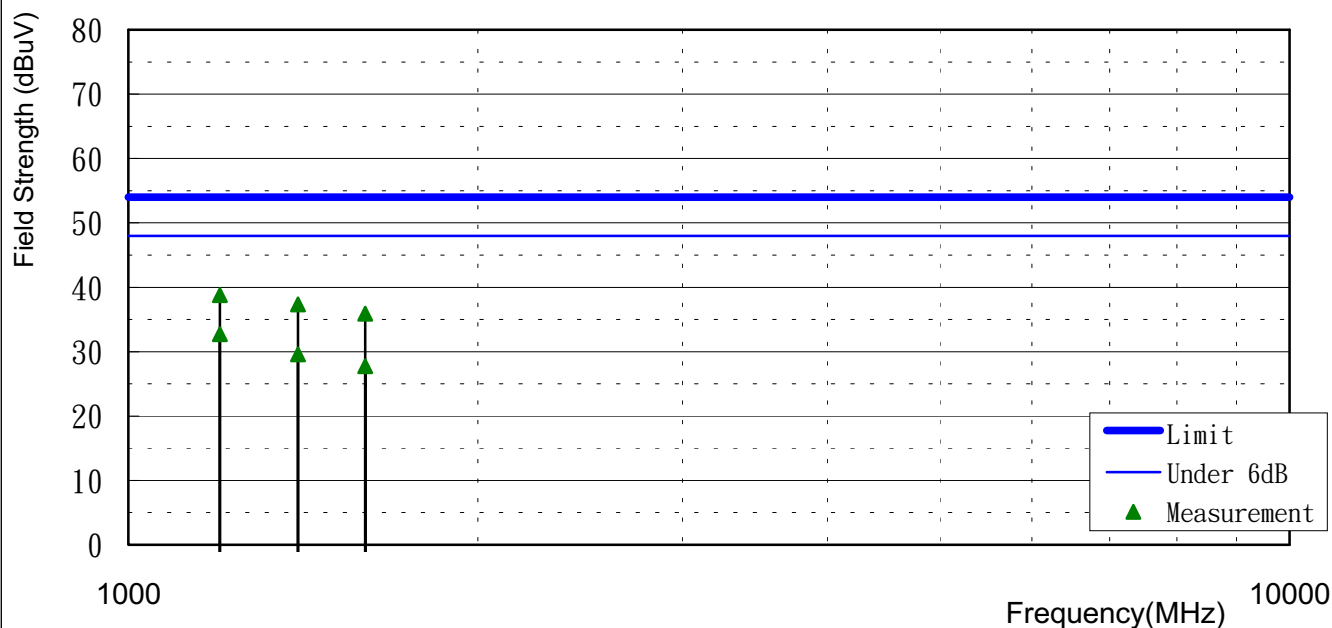 Field Strength (dBuV)
80
70
60
50
40
30
20
10
0
Limit
Under 6dB
Measurement
1000
10000
Frequency(MHz)